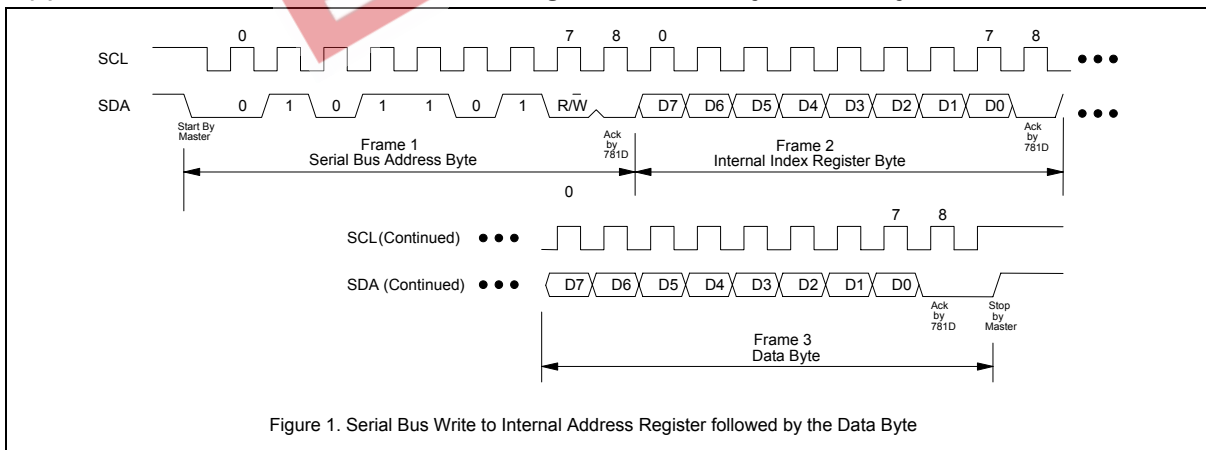 0 7 8 0 7 8
SCL
SDA 0 1 0 1 1 0 1 R/W D7 D6 D5 D4 D3 D2 D1 D0
Start By
Master
Ack
by
781D
Ack
by
781D
Frame 1
Serial Bus Address Byte
Frame 2
Internal Index Register Byte
0
7 8
SCL(Continued)
SDA (Continued) D7 D6 D5 D4 D3 D2 D1 D0
Ack
by
781D
Stop
by
Master
Frame 3
Data Byte
Figure 1. Serial Bus Write to Internal Address Register followed by the Data Byte